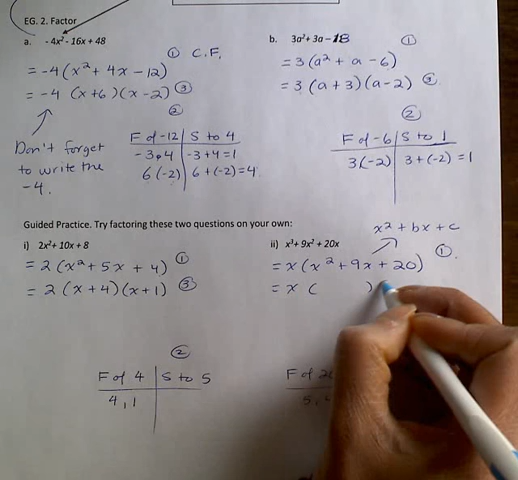 EG. 2. Factor
a. - 4x² - 16x + 48
① C.F.
= -4 (x² + 4x - 12)
= -4 (x+6)(x-2) ③
②
Don't forget
to write the
-4.
F of -12 | S to 4
-3•4 | -3+4=1
6(-2) | 6+(-2)=4
b. 3a² + 3a - 18
①
= 3 (a² + a - 6)
= 3 (a+3)(a-2) ③
②
F of -6 | S to 1
3(-2) | 3+(-2) = 1
Guided Practice. Try factoring these two questions on your own:
i) 2x² + 10x + 8
= 2 (x² + 5x + 4) ①
= 2 (x+4)(x+1) ③
②
F of 4 | S to 5
4,1
x² + bx + c
ii) x³ + 9x² + 20x
①.
= x (x² + 9x + 20)
= x ( )
F of
5,